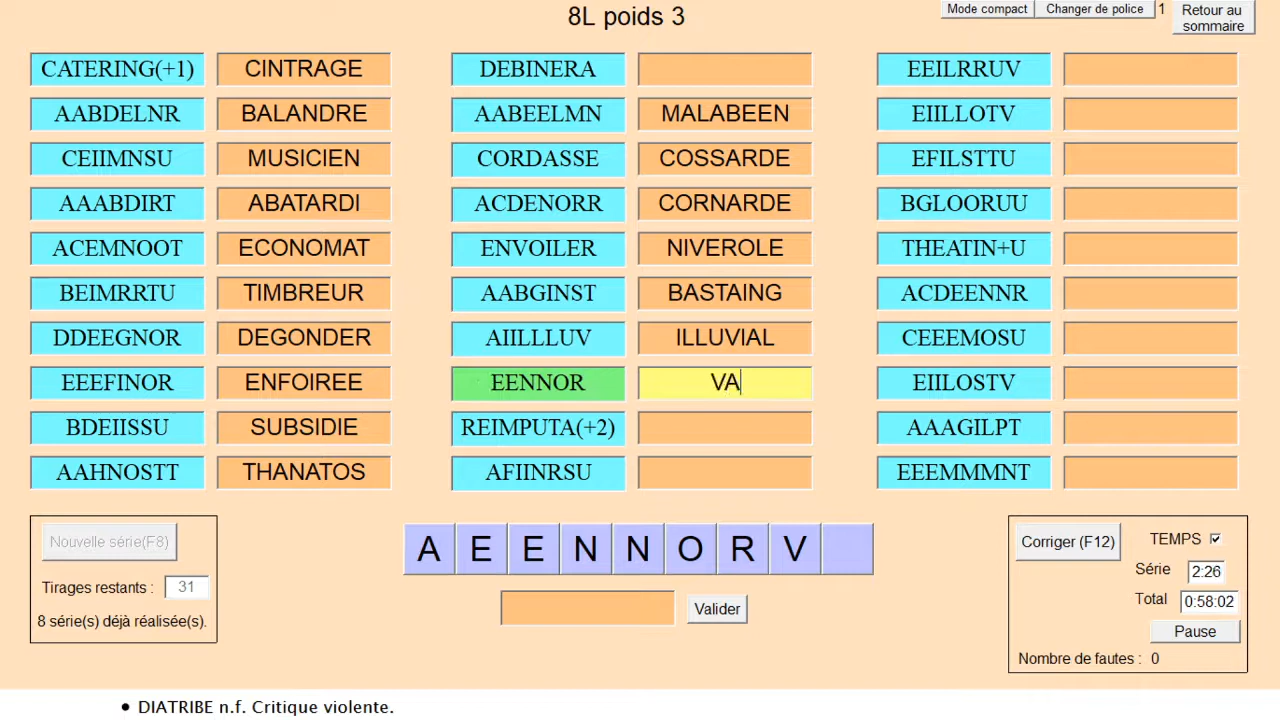 8L poids 3
Mode compact
Changer de police
1
Retour au
sommaire
CATERING(+1) CINTRAGE
AABDELNR BALANDRE
CEIIMNSU MUSICIEN
AAABDIRT ABATARDI
ACEMNOOT ECONOMAT
BEIMRRTU TIMBREUR
DDEEGNOR DEGONDER
EEEFINOR ENFOIREE
BDEIISSU SUBSIDIE
AAHNOSTT THANATOS
DEBINERA
AABEELMN MALABEEN
CORDASSE COSSARDE
ACDENORR CORNARDE
ENVOILER NIVEROLE
AABGINST BASTAING
AIILLLUV ILLUVIAL
EENNOR VA
REIMPUTA(+2)
AFIINRSU
EEILRRUV
EIILLOTV
EFILSTTU
BGLOORUU
THEATIN+U
ACDEENNR
CEEEMOSU
EIILOSTV
AAAGILPT
EEEMMMNT
Nouvelle série(F8)
Tirages restants : 31
8 série(s) déjà réalisée(s).
A E E N N O R V
Valider
Corriger (F12)
TEMPS
Série 2:26
Total 0:58:02
Pause
Nombre de fautes : 0
• DIATRIBE n.f. Critique violente.